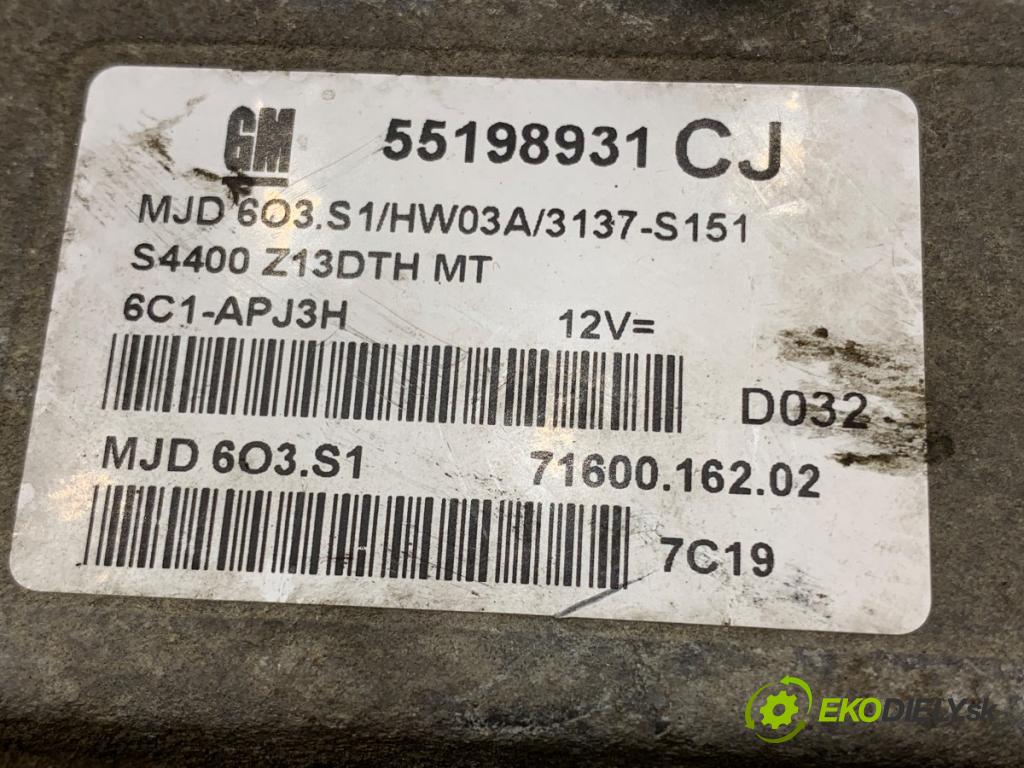 GM 55198931 CJ
MJD 6O3.S1/HW03A/3137-S151
S4400 Z13DTH MT
6C1-APJ3H 12V=
D032
MJD 6O3.S1 71600.162.02
7C19
EKODIELY.sk